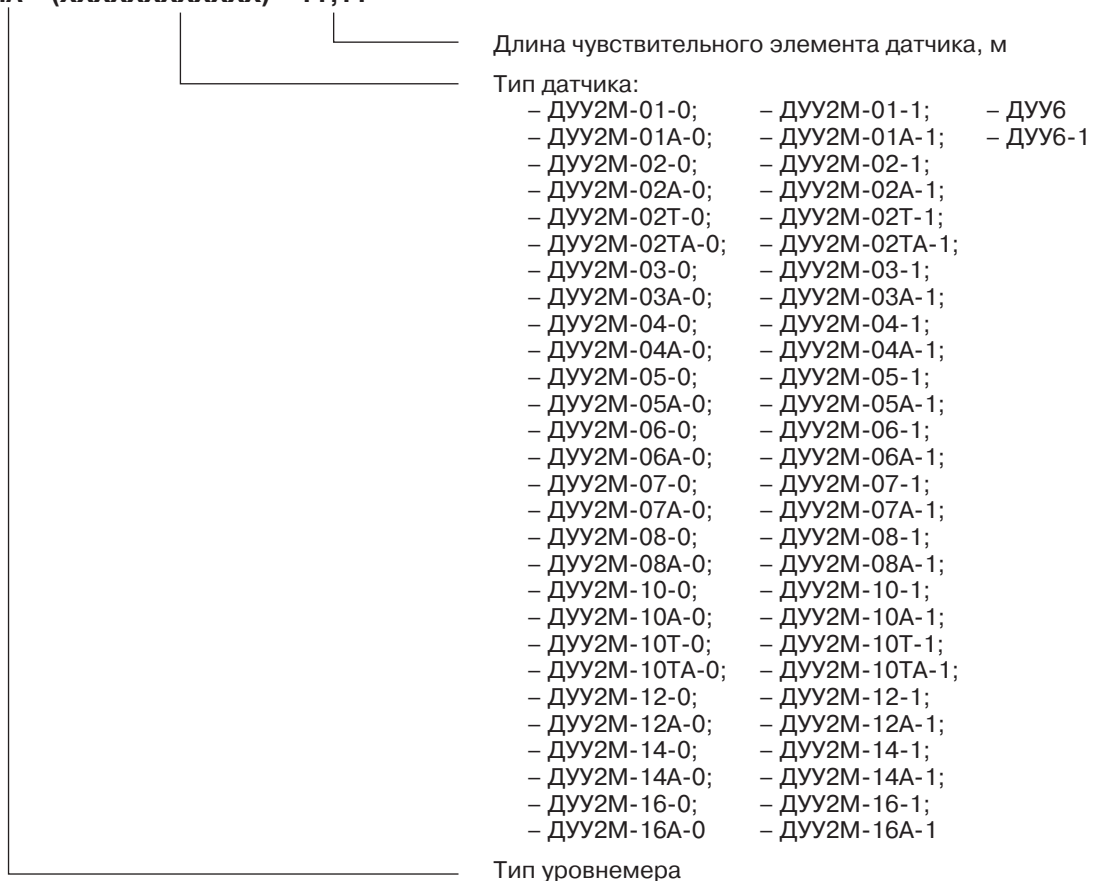 Длина чувствительного элемента датчика, м
Тип датчика:
– ДУУ2М-01-0; – ДУУ2М-01-1; – ДУУ6
– ДУУ2М-01А-0; – ДУУ2М-01А-1; – ДУУ6-1
– ДУУ2М-02-0; – ДУУ2М-02-1;
– ДУУ2М-02А-0; – ДУУ2М-02А-1;
– ДУУ2М-02Т-0; – ДУУ2М-02Т-1;
– ДУУ2М-02ТА-0; – ДУУ2М-02ТА-1;
– ДУУ2М-03-0; – ДУУ2М-03-1;
– ДУУ2М-03А-0; – ДУУ2М-03А-1;
– ДУУ2М-04-0; – ДУУ2М-04-1;
– ДУУ2М-04А-0; – ДУУ2М-04А-1;
– ДУУ2М-05-0; – ДУУ2М-05-1;
– ДУУ2М-05А-0; – ДУУ2М-05А-1;
– ДУУ2М-06-0; – ДУУ2М-06-1;
– ДУУ2М-06А-0; – ДУУ2М-06А-1;
– ДУУ2М-07-0; – ДУУ2М-07-1;
– ДУУ2М-07А-0; – ДУУ2М-07А-1;
– ДУУ2М-08-0; – ДУУ2М-08-1;
– ДУУ2М-08А-0; – ДУУ2М-08А-1;
– ДУУ2М-10-0; – ДУУ2М-10-1;
– ДУУ2М-10А-0; – ДУУ2М-10А-1;
– ДУУ2М-10Т-0; – ДУУ2М-10Т-1;
– ДУУ2М-10ТА-0; – ДУУ2М-10ТА-1;
– ДУУ2М-12-0; – ДУУ2М-12-1;
– ДУУ2М-12А-0; – ДУУ2М-12А-1;
– ДУУ2М-14-0; – ДУУ2М-14-1;
– ДУУ2М-14А-0; – ДУУ2М-14А-1;
– ДУУ2М-16-0; – ДУУ2М-16-1;
– ДУУ2М-16А-0 – ДУУ2М-16А-1
Тип уровнемера